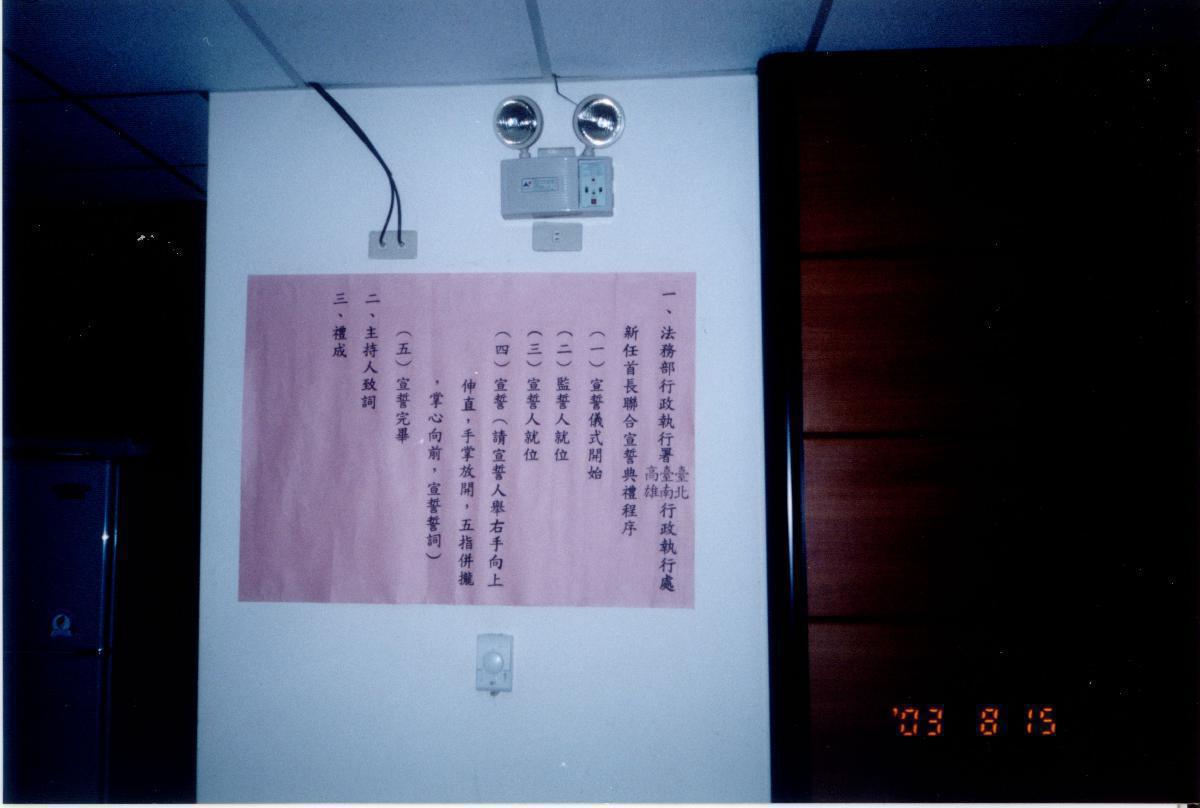 一、法務部行政執行署臺北臺南高雄行政執行處
新任首長聯合宣誓典禮程序
（一）宣誓儀式開始
（二）監誓人就位
（三）宣誓人就位
（四）宣誓（請宣誓人舉右手向上
伸直，手掌放開，五指併攏
，掌心向前，宣誓誓詞）
（五）宣誓完畢
二、主持人致詞
三、禮成
'03 8 15